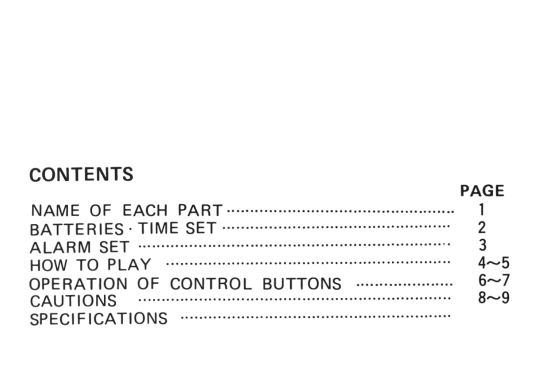 CONTENTS
PAGE
NAME OF EACH PART ........................................ 1
BATTERIES · TIME SET ........................................ 2
ALARM SET ........................................ 3
HOW TO PLAY ........................................ 4~5
OPERATION OF CONTROL BUTTONS .................... 6~7
CAUTIONS ........................................ 8~9
SPECIFICATIONS ........................................